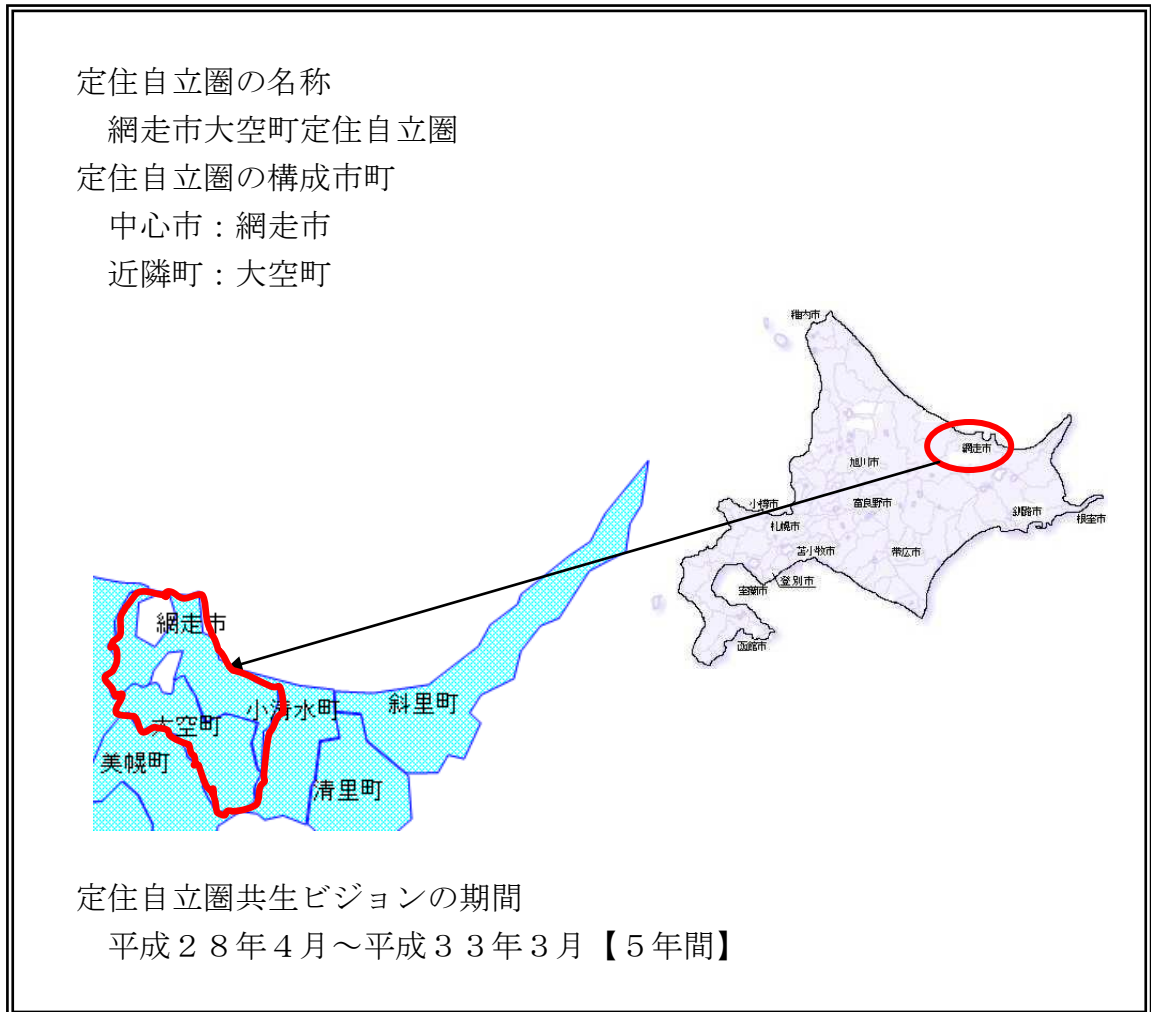 定住自立圏の名称
網走市大空町定住自立圏
定住自立圏の構成市町
中心市：網走市
近隣町：大空町
稚内市
網走市
旭川市
小樽市
富良野市
釧路市
根室市
札幌市
苫小牧市
帯広市
登別市
室蘭市
函館市
網走市
大空町
小清水町
斜里町
美幌町
清里町
定住自立圏共生ビジョンの期間
平成２８年４月～平成３３年３月【５年間】